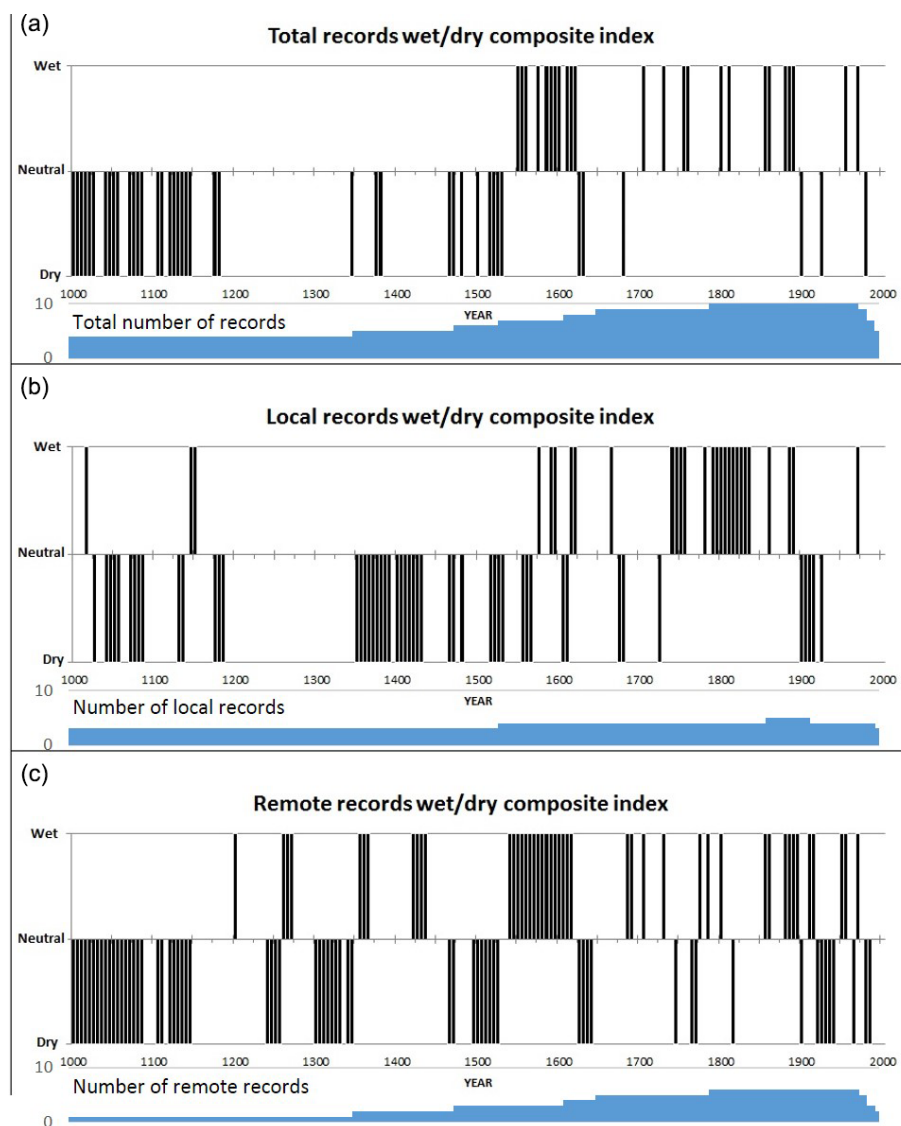 (a)
Total records wet/dry composite index
Wet
Neutral
Dry
1000 1100 1200 1300 1400 1500 1600 1700 1800 1900 2000
10
YEAR
Total number of records
0
(b)
Local records wet/dry composite index
Wet
Neutral
Dry
1000 1100 1200 1300 1400 1500 1600 1700 1800 1900 2000
10
YEAR
Number of local records
0
(c)
Remote records wet/dry composite index
Wet
Neutral
Dry
1000 1100 1200 1300 1400 1500 1600 1700 1800 1900 2000
10
YEAR
Number of remote records
0